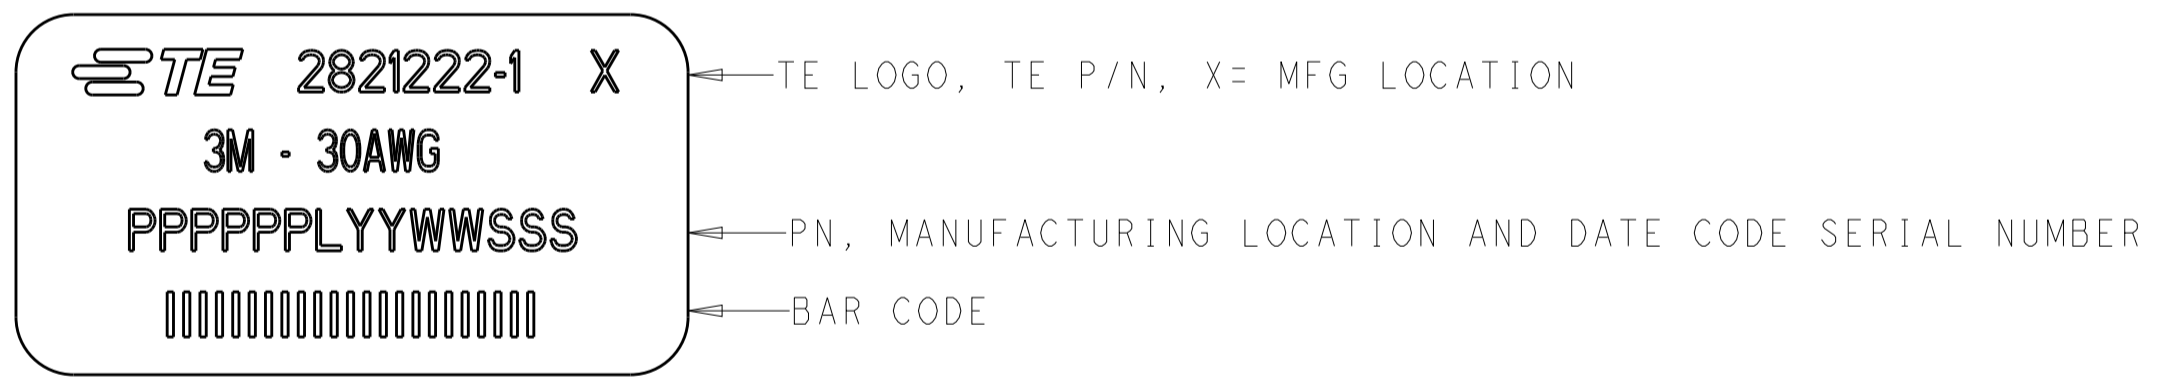 TE 2821222-1 X TE LOGO, TE P/N, X= MFG LOCATION
3M - 30AWG
PPPPPPLYYWWSSS PN, MANUFACTURING LOCATION AND DATE CODE SERIAL NUMBER
BAR CODE